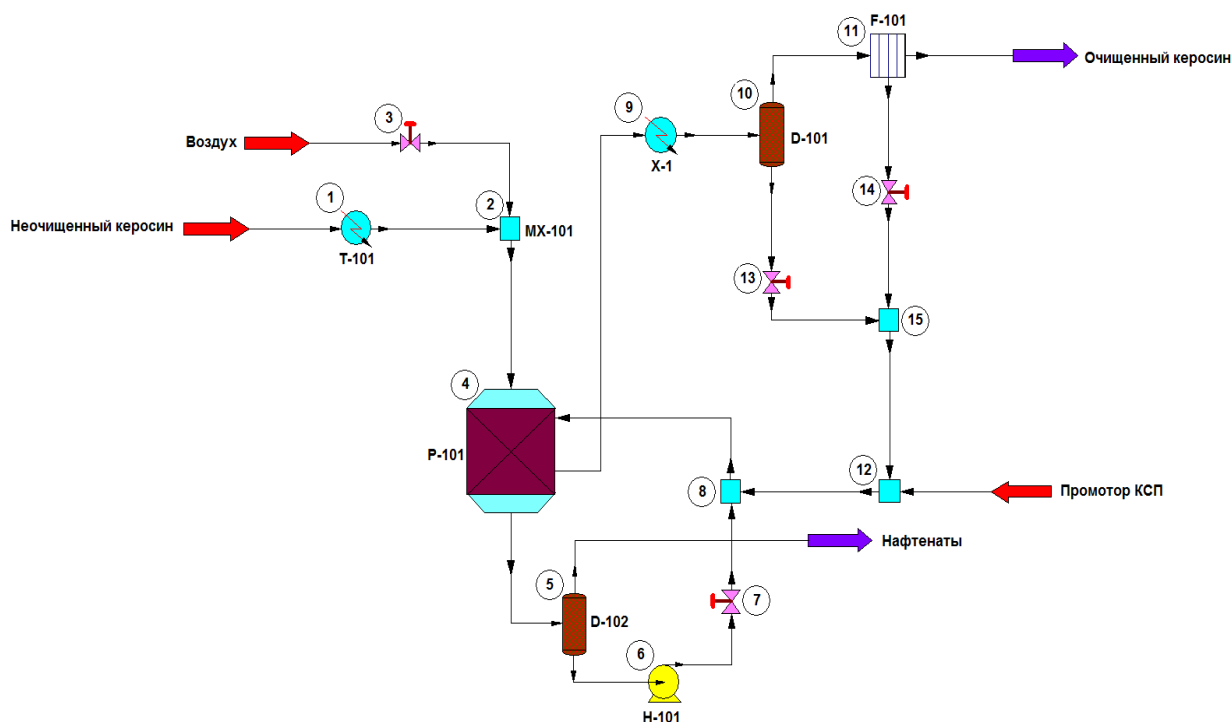 11
F-101
Очищенный керосин
10
9
D-101
X-1
3
Воздух
14
1
2
Неочищенный керосин
MX-101
T-101
13
15
4
P-101
8
12
Промотор КСП
Нафтенаты
5
7
D-102
6
H-101